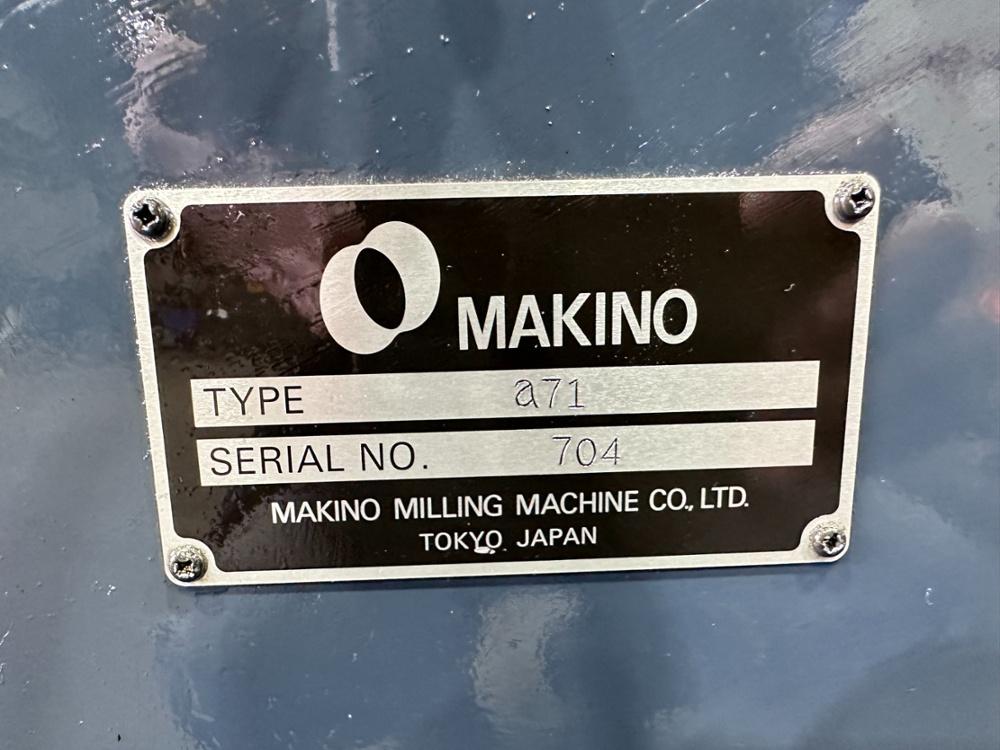 MAKINO
TYPE a71
SERIAL NO. 704
MAKINO MILLING MACHINE CO., LTD.
TOKYO JAPAN